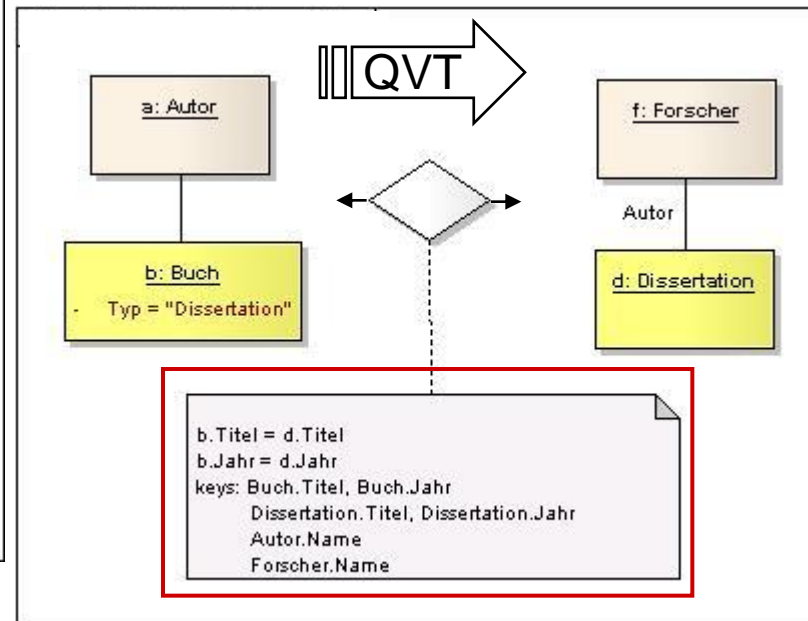 QVT
a: Autor
f: Forscher
Autor
b: Buch
- Typ = "Dissertation"
d: Dissertation
b.Titel = d.Titel
b.Jahr = d.Jahr
keys: Buch.Titel, Buch.Jahr
Dissertation.Titel, Dissertation.Jahr
Autor.Name
Forscher.Name